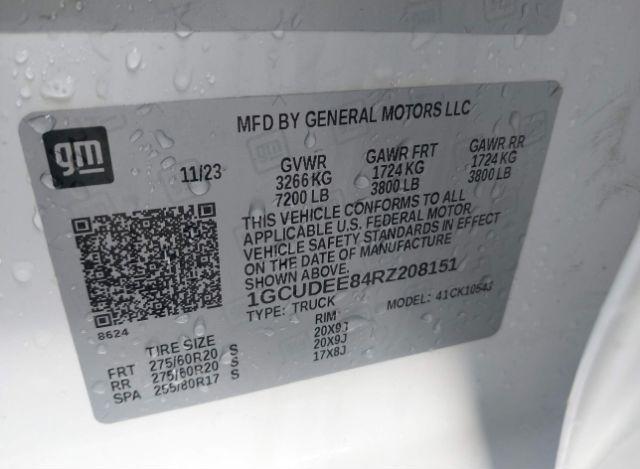 gm
MFD BY GENERAL MOTORS LLC
11/23
GVWR GAWR FRT GAWR RR
3266 KG 1724 KG 1724 KG
7200 LB 3800 LB 3800 LB
THIS VEHICLE CONFORMS TO ALL
APPLICABLE U.S. FEDERAL MOTOR
VEHICLE SAFETY STANDARDS IN EFFECT
ON THE DATE OF MANUFACTURE
SHOWN ABOVE.
1GCUDEE84RZ208151
TYPE: TRUCK MODEL: 41CK10543
8624
TIRE SIZE RIM
FRT 275/60R20 S 20X9J
RR 275/60R20 S 20X9J
SPA 255/80R17 S 17X8J